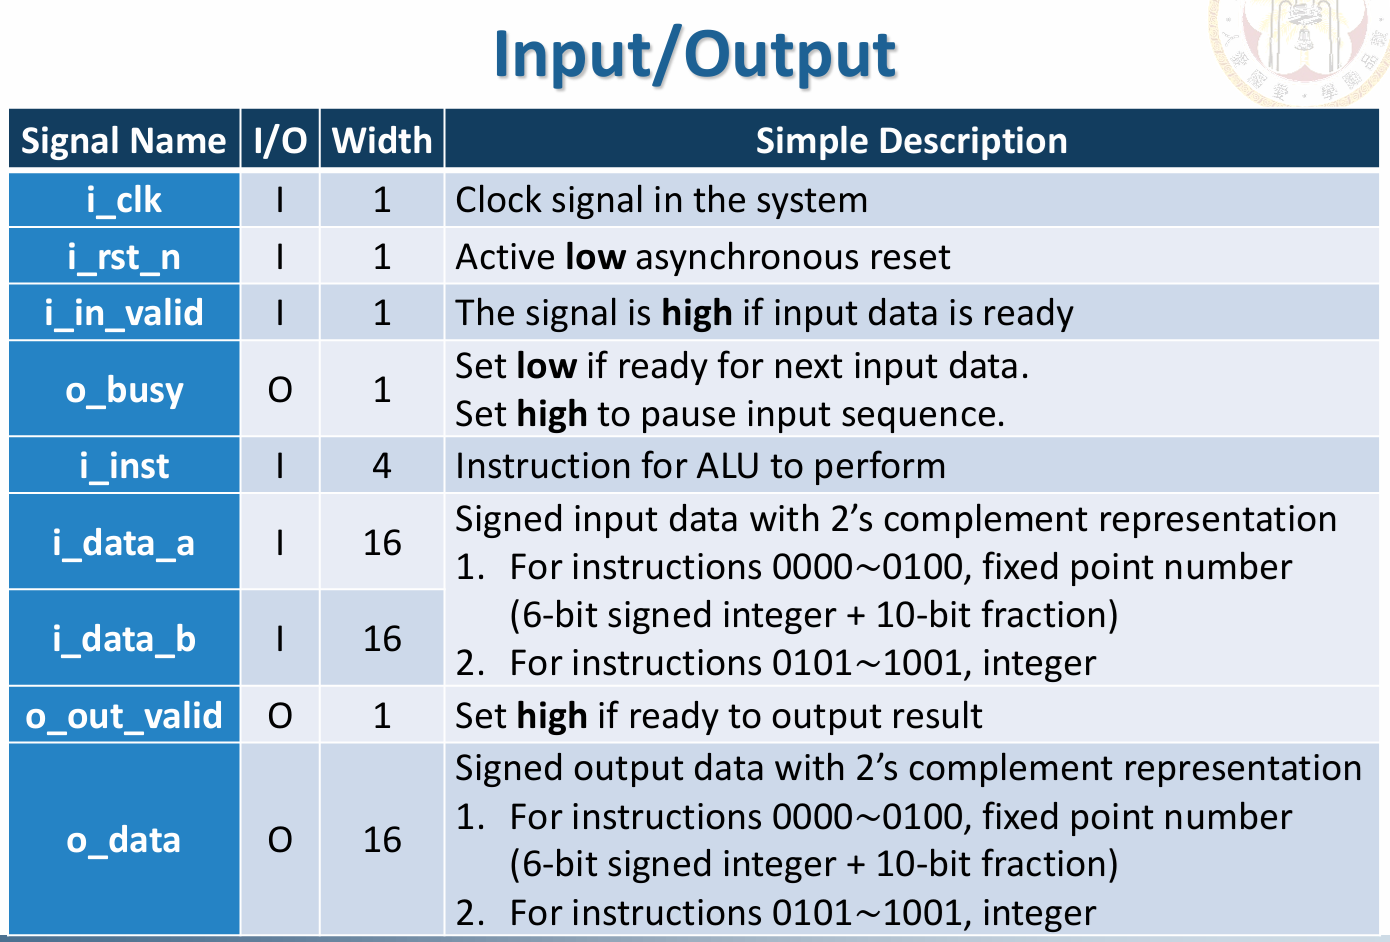 Input/Output
Signal Name I/O Width Simple Description
i_clk I 1 Clock signal in the system
i_rst_n I 1 Active low asynchronous reset
i_in_valid I 1 The signal is high if input data is ready
o_busy O 1 Set low if ready for next input data.
Set high to pause input sequence.
i_inst I 4 Instruction for ALU to perform
i_data_a I 16 Signed input data with 2’s complement representation
1. For instructions 0000~0100, fixed point number
(6-bit signed integer + 10-bit fraction)
i_data_b I 16
2. For instructions 0101~1001, integer
o_out_valid O 1 Set high if ready to output result
o_data O 16 Signed output data with 2’s complement representation
1. For instructions 0000~0100, fixed point number
(6-bit signed integer + 10-bit fraction)
2. For instructions 0101~1001, integer